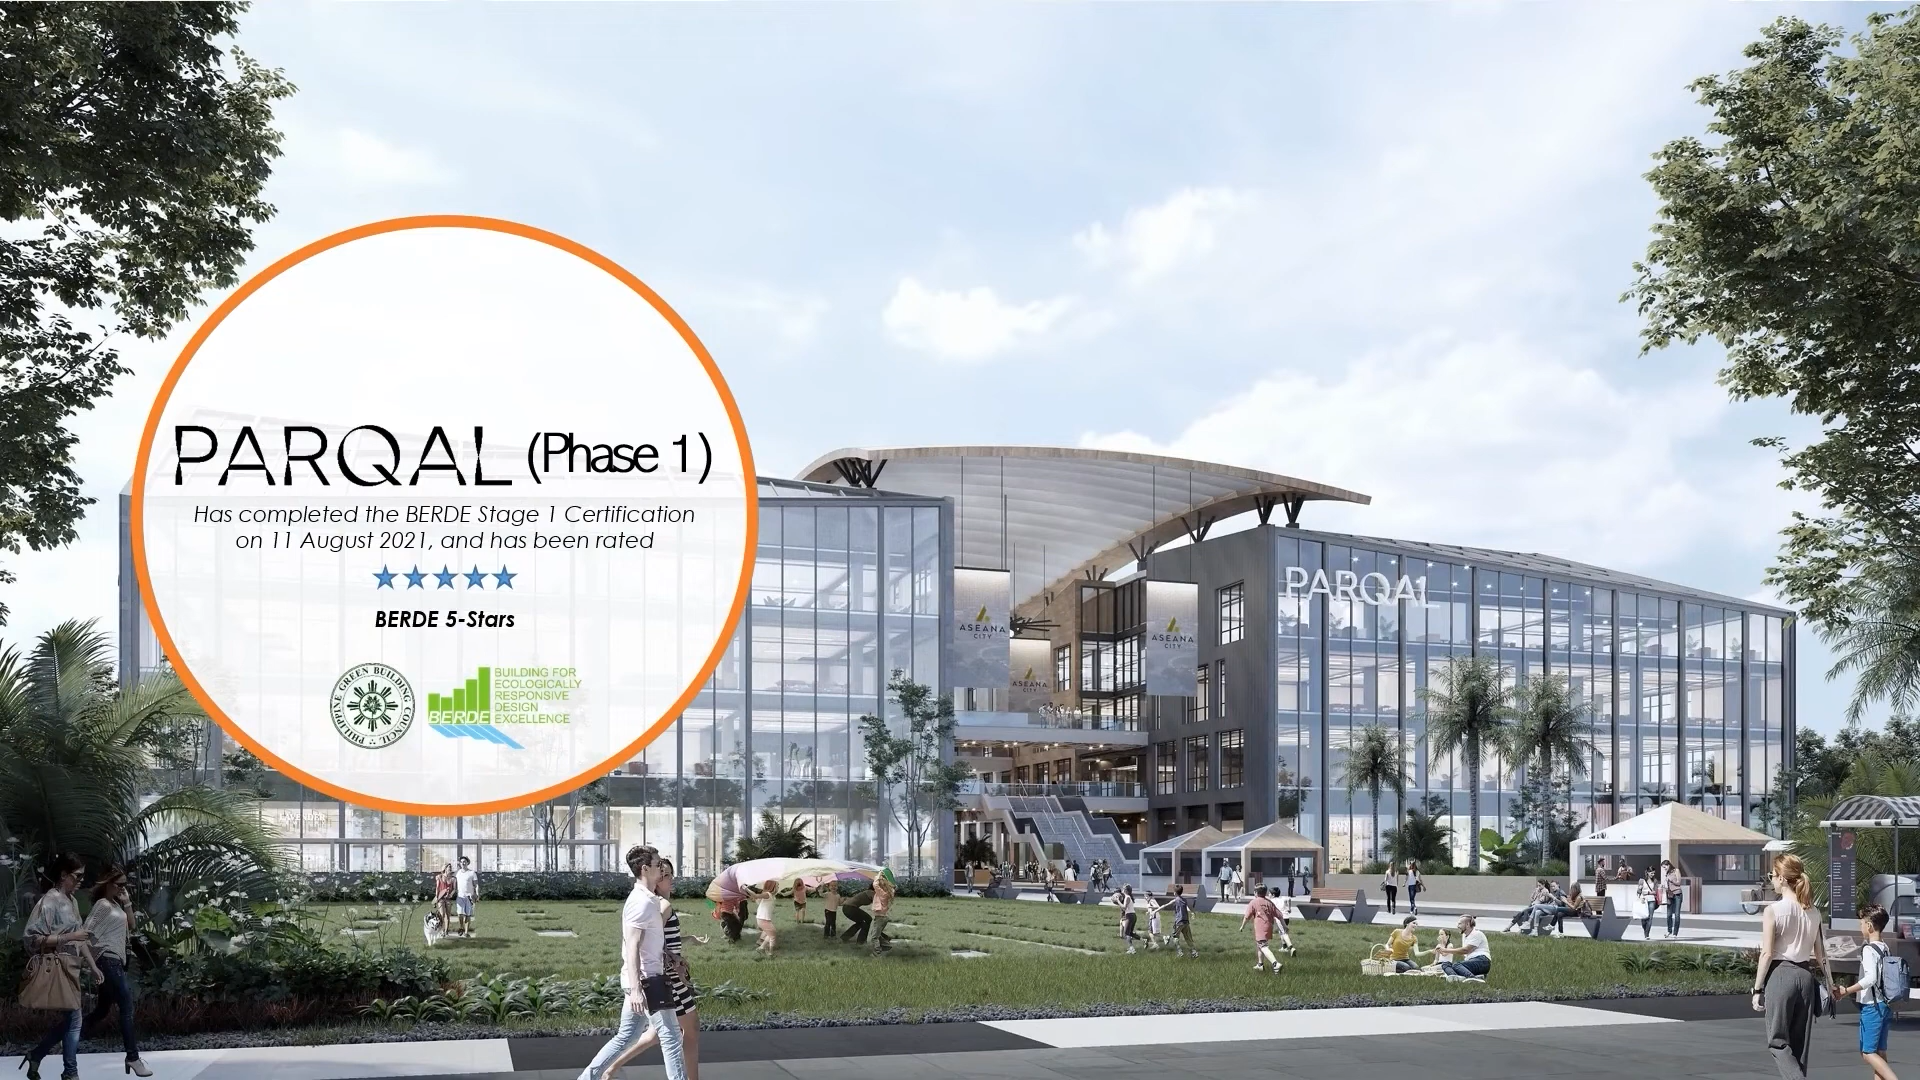 PARQAL (Phase 1)
Has completed the BERDE Stage 1 Certification
on 11 August 2021, and has been rated
BERDE 5-Stars
PHILIPPINE GREEN BUILDING COUNCIL
BERDE
BUILDING FOR
ECOLOGICALLY
RESPONSIVE
DESIGN
EXCELLENCE
ASEANA
CITY
ASEANA
CITY
ASEANA
CITY
PARQAL
LAVENDER